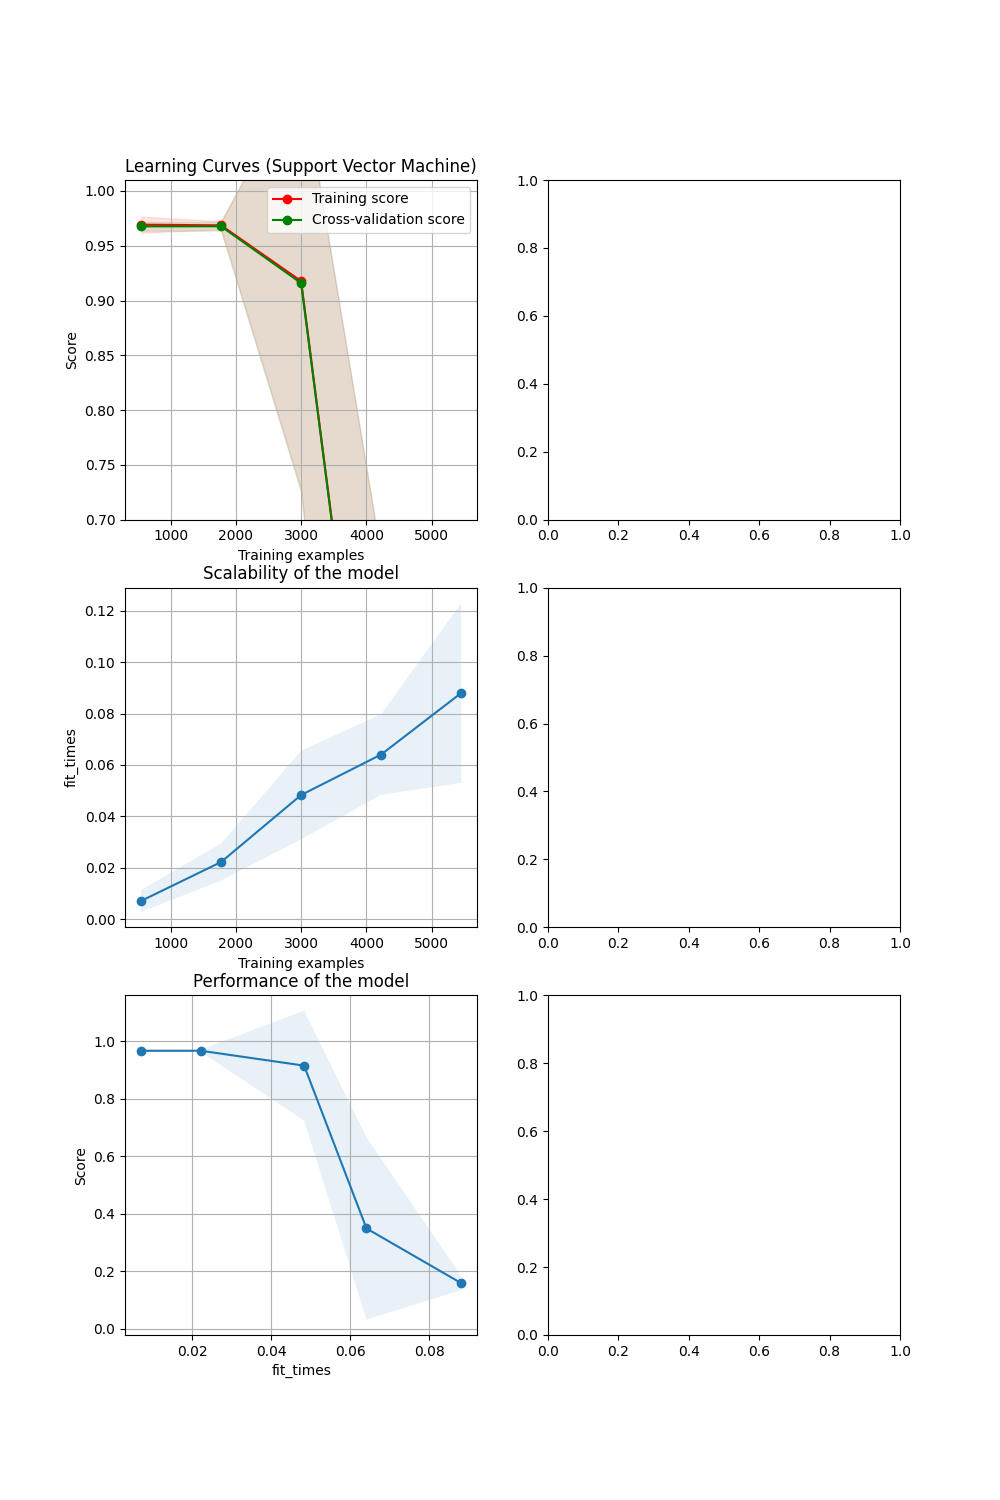 Learning Curves (Support Vector Machine)
1.00
0.95
0.90
0.85
0.80
0.75
0.70
Score
Training score
Cross-validation score
1000 2000 3000 4000 5000
Training examples
1.0
0.8
0.6
0.4
0.2
0.0
0.0 0.2 0.4 0.6 0.8 1.0
Scalability of the model
0.12
0.10
0.08
0.06
0.04
0.02
0.00
fit_times
1000 2000 3000 4000 5000
Training examples
1.0
0.8
0.6
0.4
0.2
0.0
0.0 0.2 0.4 0.6 0.8 1.0
Performance of the model
1.0
0.8
0.6
0.4
0.2
0.0
Score
0.02 0.04 0.06 0.08
fit_times
1.0
0.8
0.6
0.4
0.2
0.0
0.0 0.2 0.4 0.6 0.8 1.0